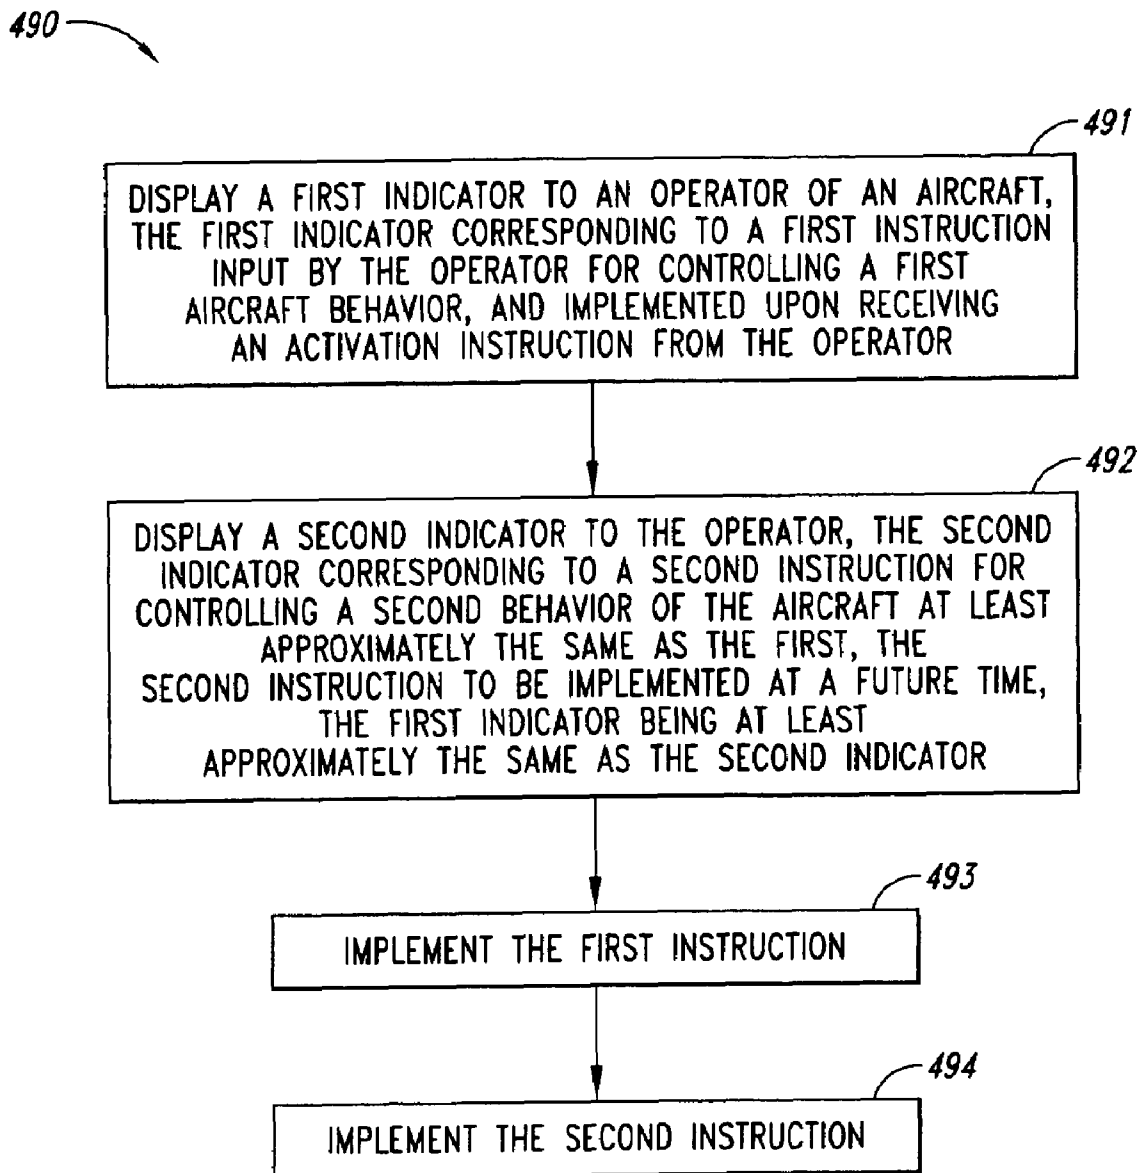 490
491
DISPLAY A FIRST INDICATOR TO AN OPERATOR OF AN AIRCRAFT,
THE FIRST INDICATOR CORRESPONDING TO A FIRST INSTRUCTION
INPUT BY THE OPERATOR FOR CONTROLLING A FIRST
AIRCRAFT BEHAVIOR, AND IMPLEMENTED UPON RECEIVING
AN ACTIVATION INSTRUCTION FROM THE OPERATOR
492
DISPLAY A SECOND INDICATOR TO THE OPERATOR, THE SECOND
INDICATOR CORRESPONDING TO A SECOND INSTRUCTION FOR
CONTROLLING A SECOND BEHAVIOR OF THE AIRCRAFT AT LEAST
APPROXIMATELY THE SAME AS THE FIRST, THE
SECOND INSTRUCTION TO BE IMPLEMENTED AT A FUTURE TIME,
THE FIRST INDICATOR BEING AT LEAST
APPROXIMATELY THE SAME AS THE SECOND INDICATOR
493
IMPLEMENT THE FIRST INSTRUCTION
494
IMPLEMENT THE SECOND INSTRUCTION